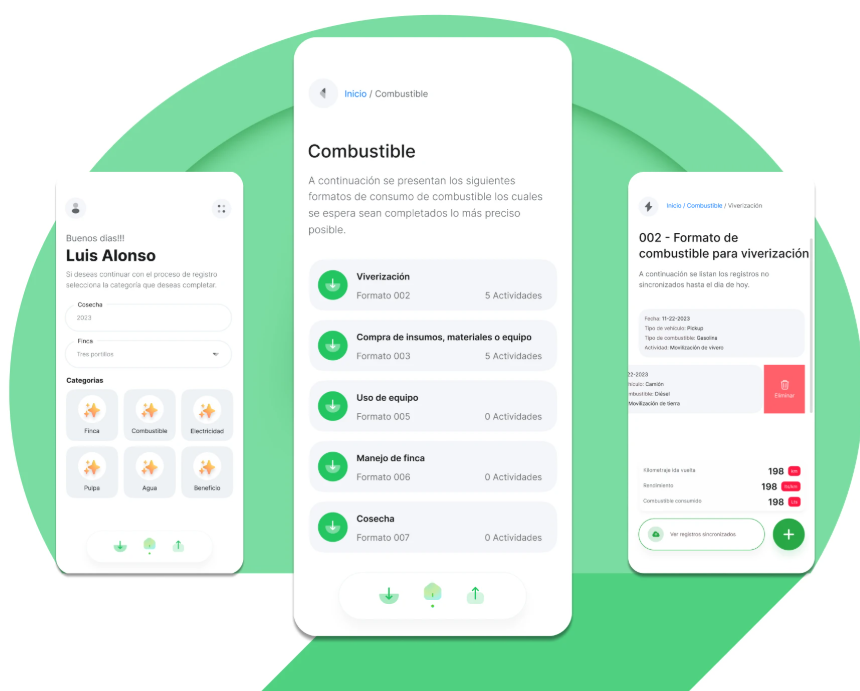 Buenos días!!!
Luis Alonso
Si deseas continuar con el proceso de registro
selecciona la categoría que deseas completar.
Cosecha
2023
Finca
Tres portillos
Categorias
Finca
Combustible
Electricidad
Pulpa
Agua
Beneficio
Inicio / Combustible
Combustible
A continuación se presentan los siguientes
formatos de consumo de combustible los cuales
se espera sean completados lo más preciso
posible.
Viverización
Formato 002
5 Actividades
Compra de insumos, materiales o equipo
Formato 003
5 Actividades
Uso de equipo
Formato 005
0 Actividades
Manejo de finca
Formato 006
0 Actividades
Cosecha
Formato 007
0 Actividades
Inicio / Combustible / Viverización
002 - Formato de
combustible para viverización
A continuación se listan los registros no
sincronizados hasta el día de hoy.
Fecha: 11-22-2023
Tipo de vehículo: Pickup
Tipo de combustible: Gasolina
Actividad: Movilización de vivero
22-2023
hículo: Camión
mbustible: Diésel
Movilización de tierra
Eliminar
Kilometraje ida vuelta
198
Rendimiento
198
Combustible consumido
198
Ver registros sincronizados